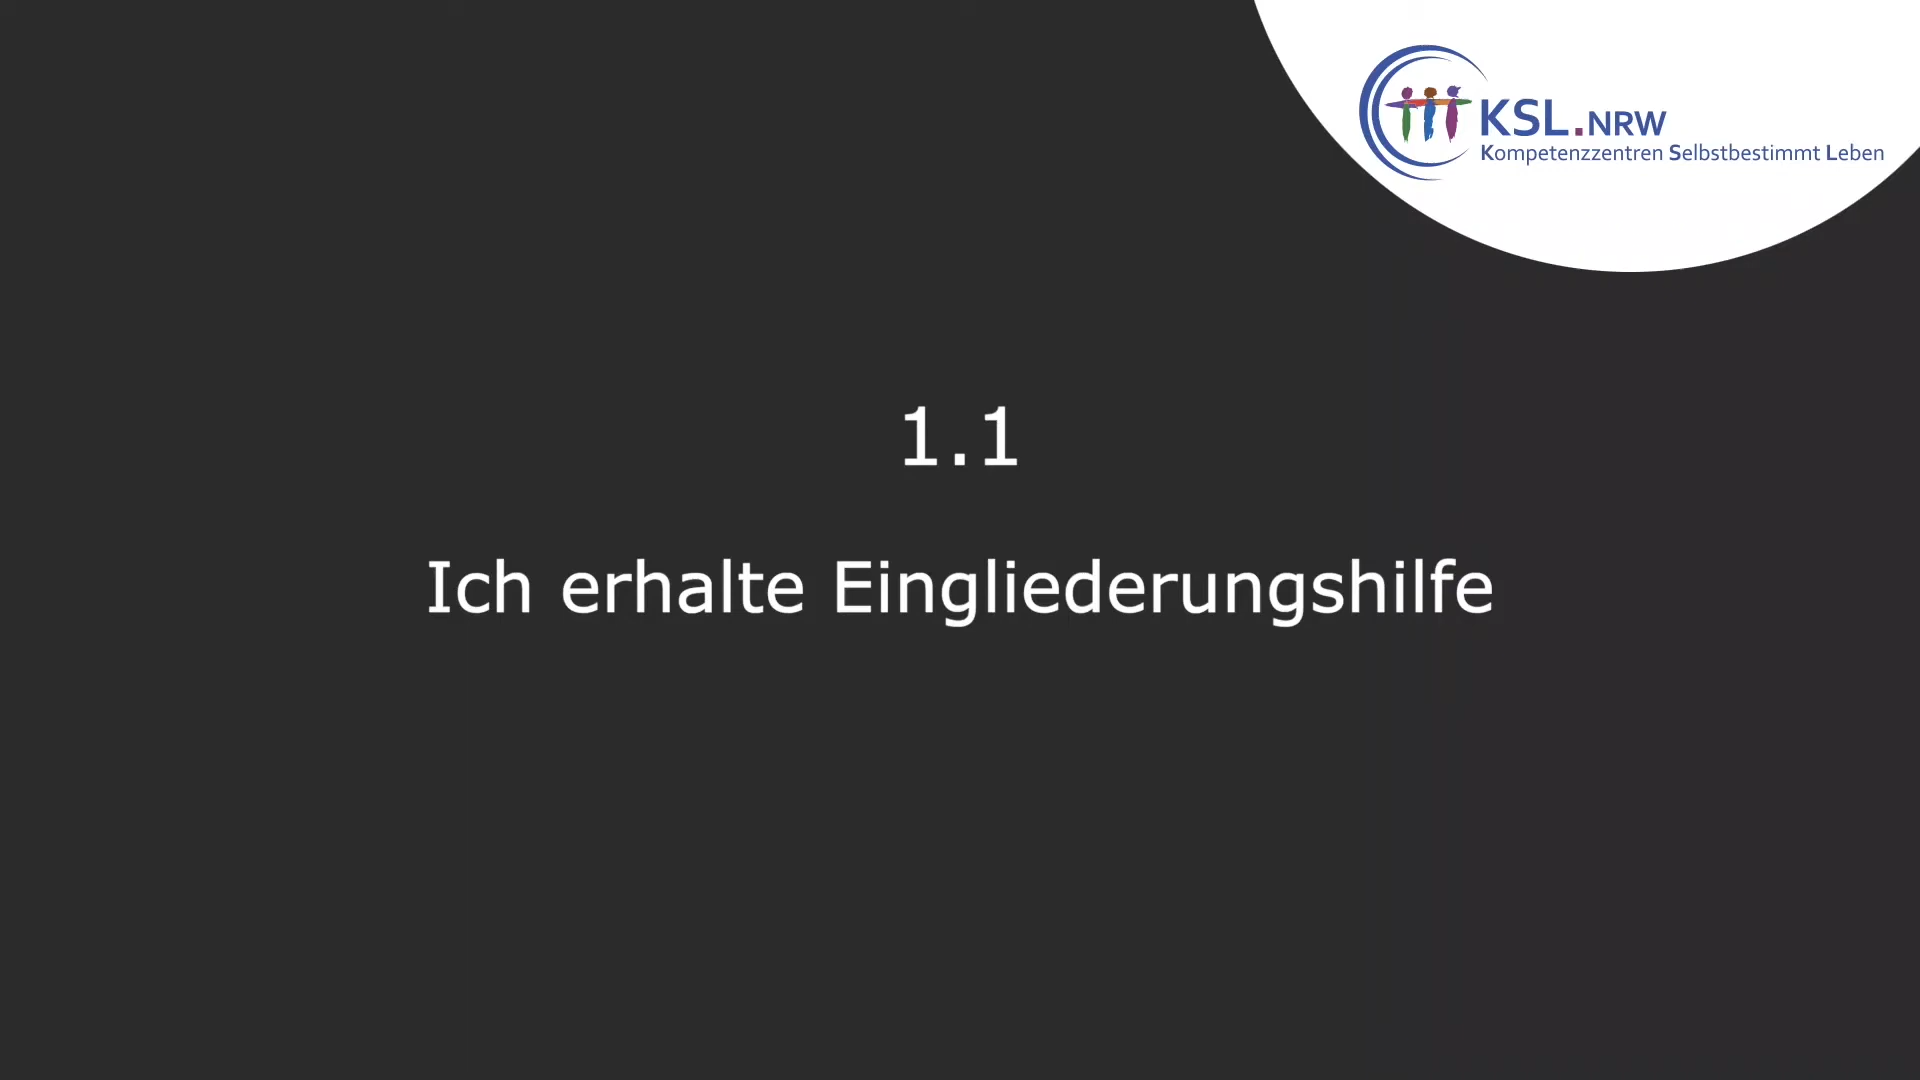 KSL.NRW
Kompetenzzentren Selbstbestimmt Leben
1.1
Ich erhalte Eingliederungshilfe